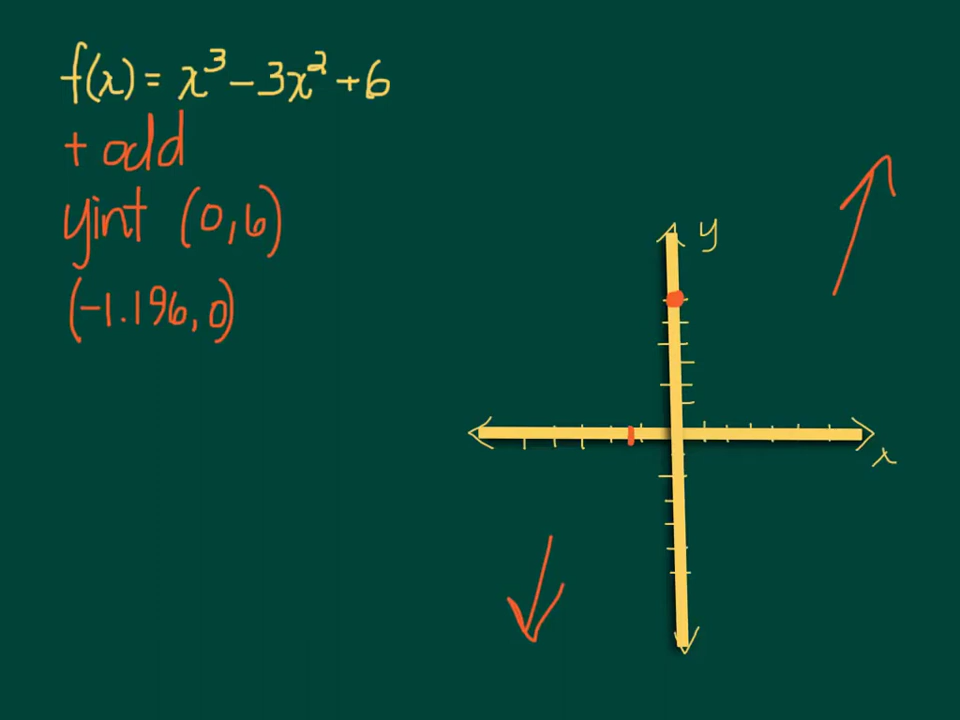 f(x) = x³ - 3x² + 6
+ odd
yint (0,6)
(-1.196, 0)
y
x